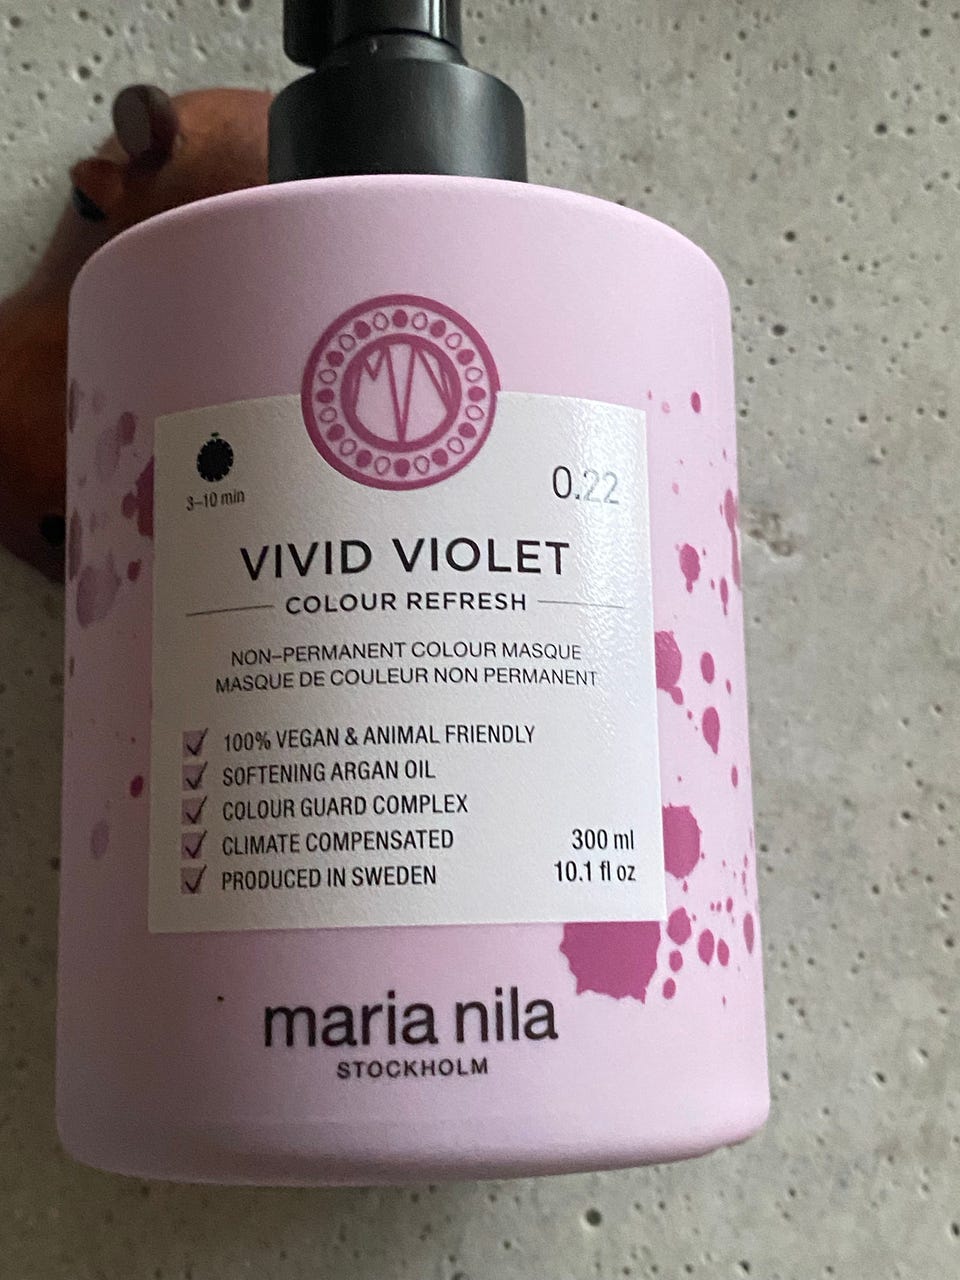 3–10 min
0.22
VIVID VIOLET
COLOUR REFRESH
NON–PERMANENT COLOUR MASQUE
MASQUE DE COULEUR NON PERMANENT
100% VEGAN & ANIMAL FRIENDLY
SOFTENING ARGAN OIL
COLOUR GUARD COMPLEX
CLIMATE COMPENSATED
PRODUCED IN SWEDEN
300 ml
10.1 fl oz
maria nila
STOCKHOLM